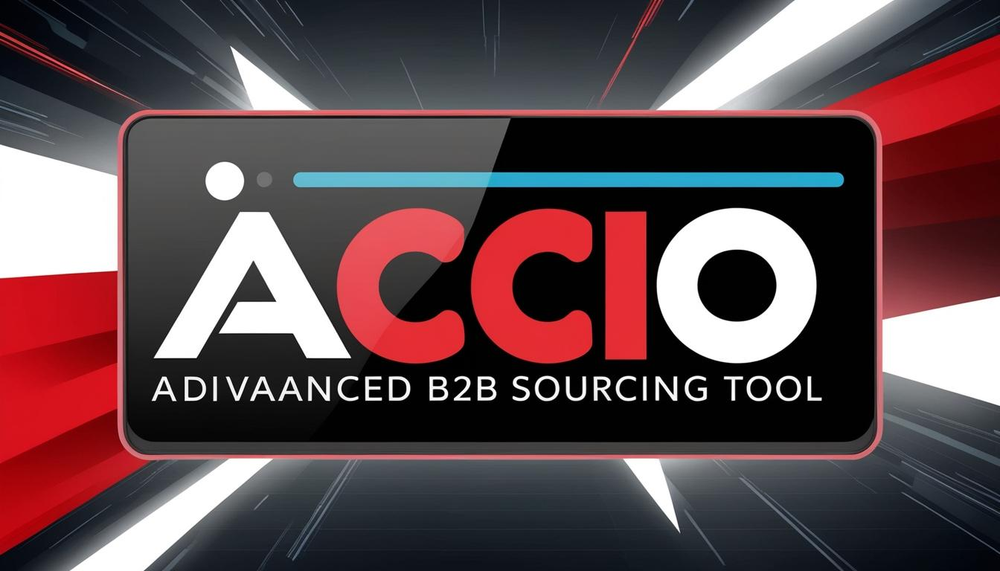 ACCIO
ADIVAANCED B2B SOURCING TOOL